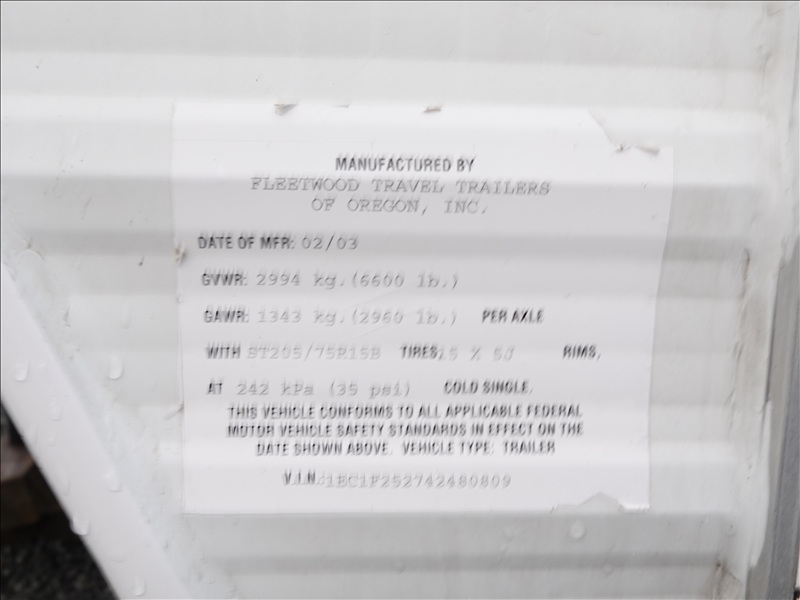 MANUFACTURED BY
FLEETWOOD TRAVEL TRAILERS
OF OREGON, INC.
DATE OF MFR: 02/03
GVWR: 2994 kg.(6600 lb.)
GAWR: 1343 kg.(2960 lb.) PER AXLE
WITH ST205/75R15B TIRES, 15 X 5J RIMS,
AT 242 kPa (35 psi) COLD SINGLE.
THIS VEHICLE CONFORMS TO ALL APPLICABLE FEDERAL
MOTOR VEHICLE SAFETY STANDARDS IN EFFECT ON THE
DATE SHOWN ABOVE. VEHICLE TYPE: TRAILER
V.I.N. 1EC1F252742480809